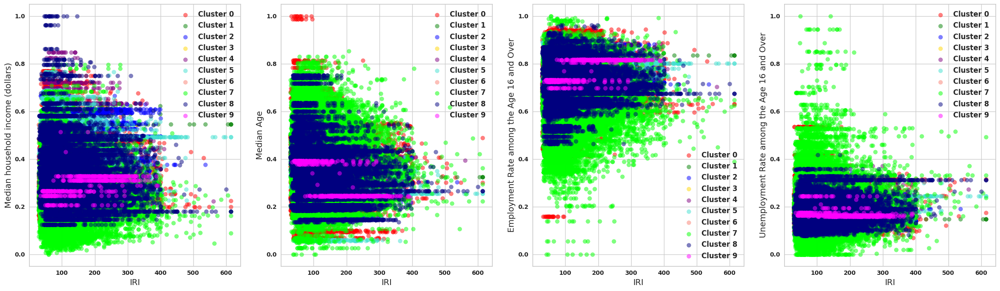 Median household income (dollars)
1.0
0.8
0.6
0.4
0.2
0.0
100 200 300 400 500 600
IRI
Cluster 0
Cluster 1
Cluster 2
Cluster 3
Cluster 4
Cluster 5
Cluster 6
Cluster 7
Cluster 8
Cluster 9
Median Age
1.0
0.8
0.6
0.4
0.2
0.0
100 200 300 400 500 600
IRI
Cluster 0
Cluster 1
Cluster 2
Cluster 3
Cluster 4
Cluster 5
Cluster 6
Cluster 7
Cluster 8
Cluster 9
Employment Rate among the Age 16 and Over
1.0
0.8
0.6
0.4
0.2
0.0
100 200 300 400 500 600
IRI
Cluster 0
Cluster 1
Cluster 2
Cluster 3
Cluster 4
Cluster 5
Cluster 6
Cluster 7
Cluster 8
Cluster 9
Unemployment Rate among the Age 16 and Over
1.0
0.8
0.6
0.4
0.2
0.0
100 200 300 400 500 600
IRI
Cluster 0
Cluster 1
Cluster 2
Cluster 3
Cluster 4
Cluster 5
Cluster 6
Cluster 7
Cluster 8
Cluster 9